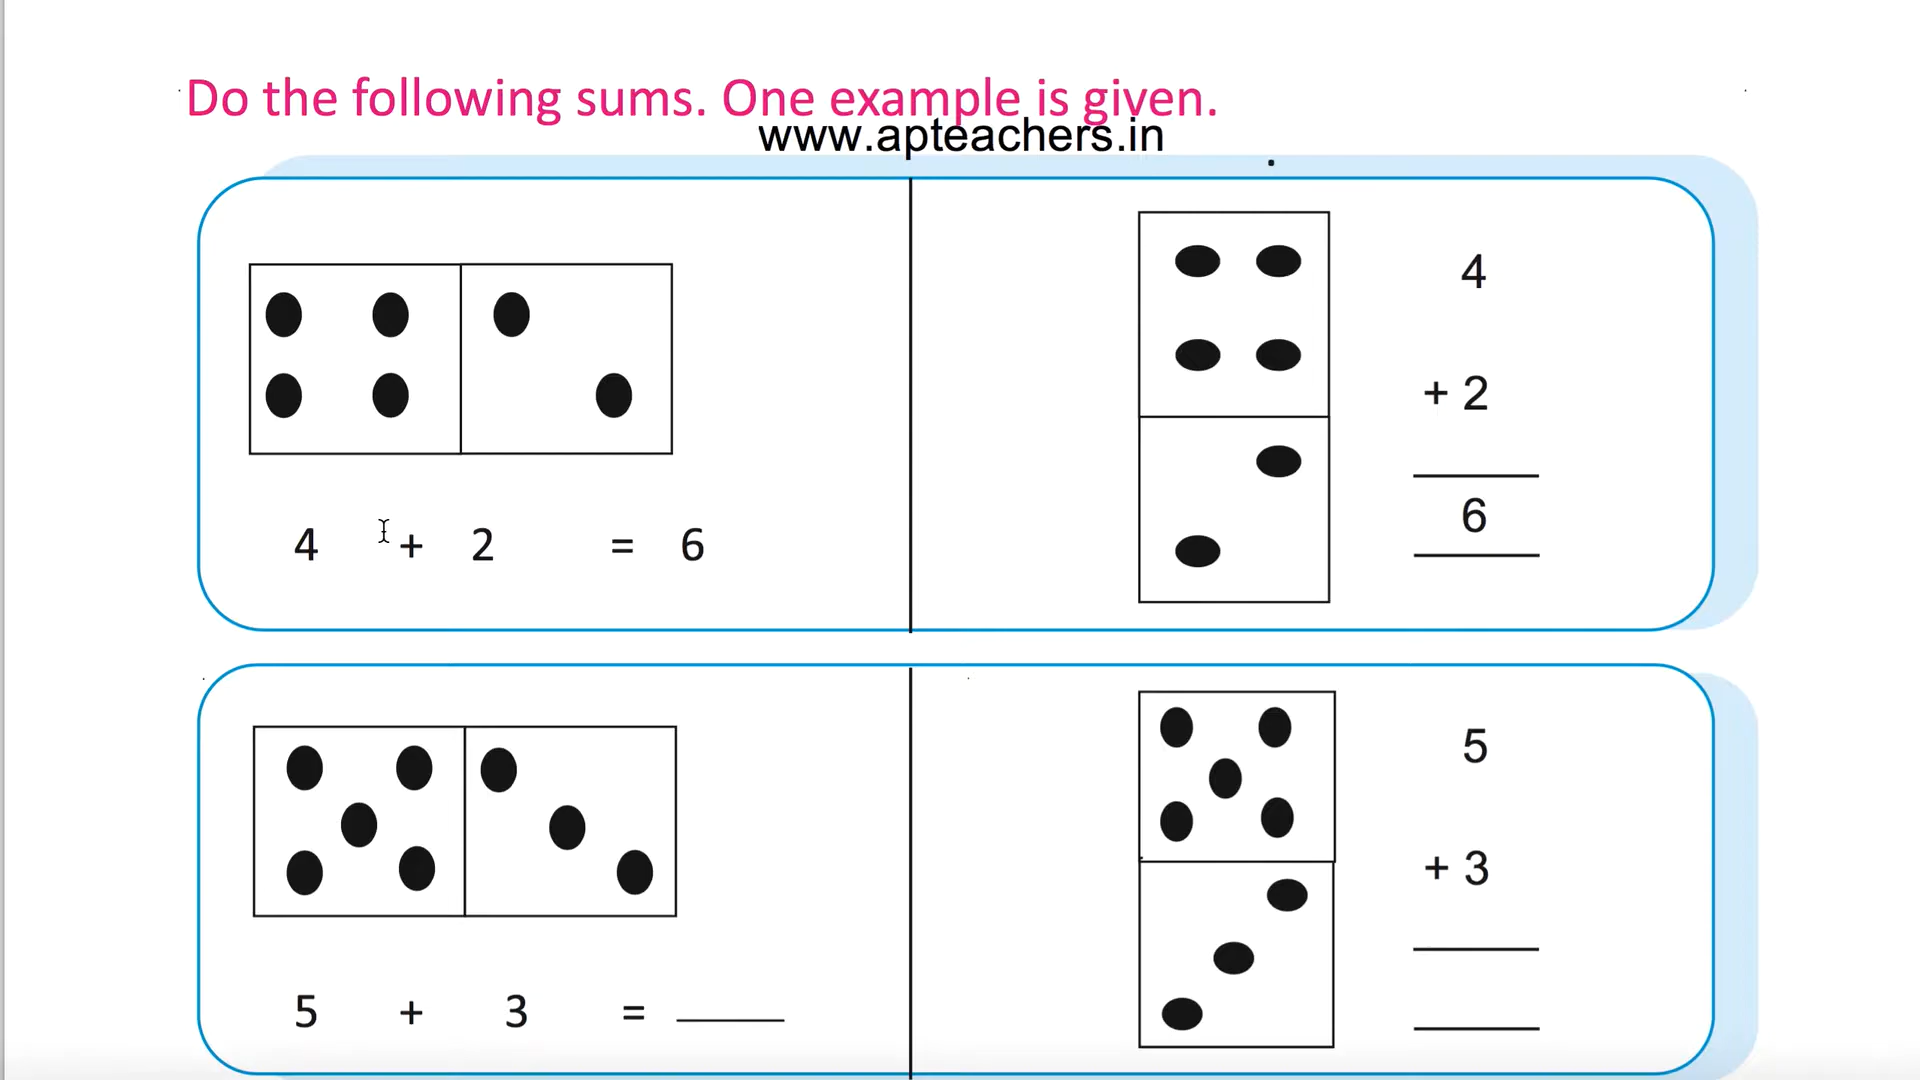 Do the following sums. One example is given.
www.apteachers.in
4 + 2 = 6
4
+ 2
6
5 + 3 = ____
5
+ 3